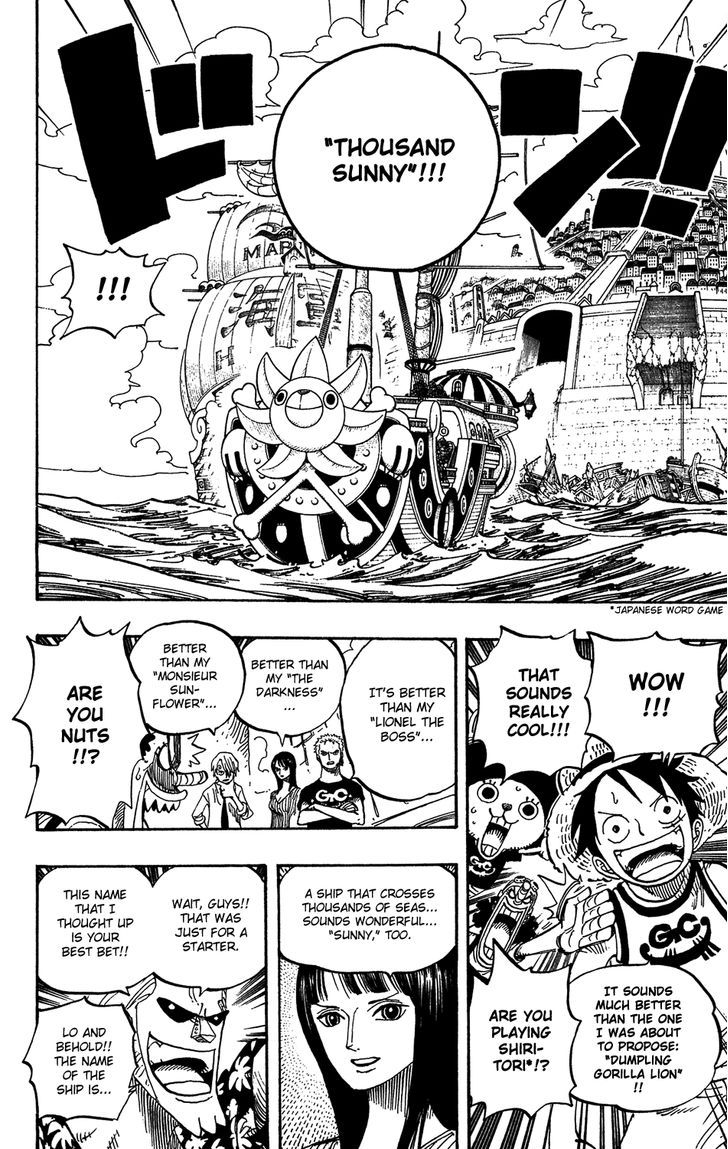 ドン!!
"THOUSAND
SUNNY"!!!
!!!
MAR
*JAPANESE WORD GAME
WOW
!!!
THAT
SOUNDS
REALLY
COOL!!!
G.C
IT SOUNDS
MUCH BETTER
THAN THE ONE
I WAS ABOUT
TO PROPOSE:
"DUMPLING
GORILLA LION"
!!
ARE YOU
PLAYING
SHIRI-
TORI*!?
IT'S BETTER
THAN MY
"LIONEL THE
BOSS"...
BETTER THAN
MY "THE
DARKNESS"
...
BETTER
THAN MY
"MONSIEUR
SUN-
FLOWER"...
G.C
ARE
YOU
NUTS
!!?
A SHIP THAT CROSSES
THOUSANDS OF SEAS...
SOUNDS WONDERFUL...
"SUNNY," TOO.
WAIT, GUYS!!
THAT WAS
JUST FOR A
STARTER.
THIS NAME
THAT I
THOUGHT UP
IS YOUR
BEST BET!!
LO AND
BEHOLD!!
THE NAME
OF THE
SHIP IS...